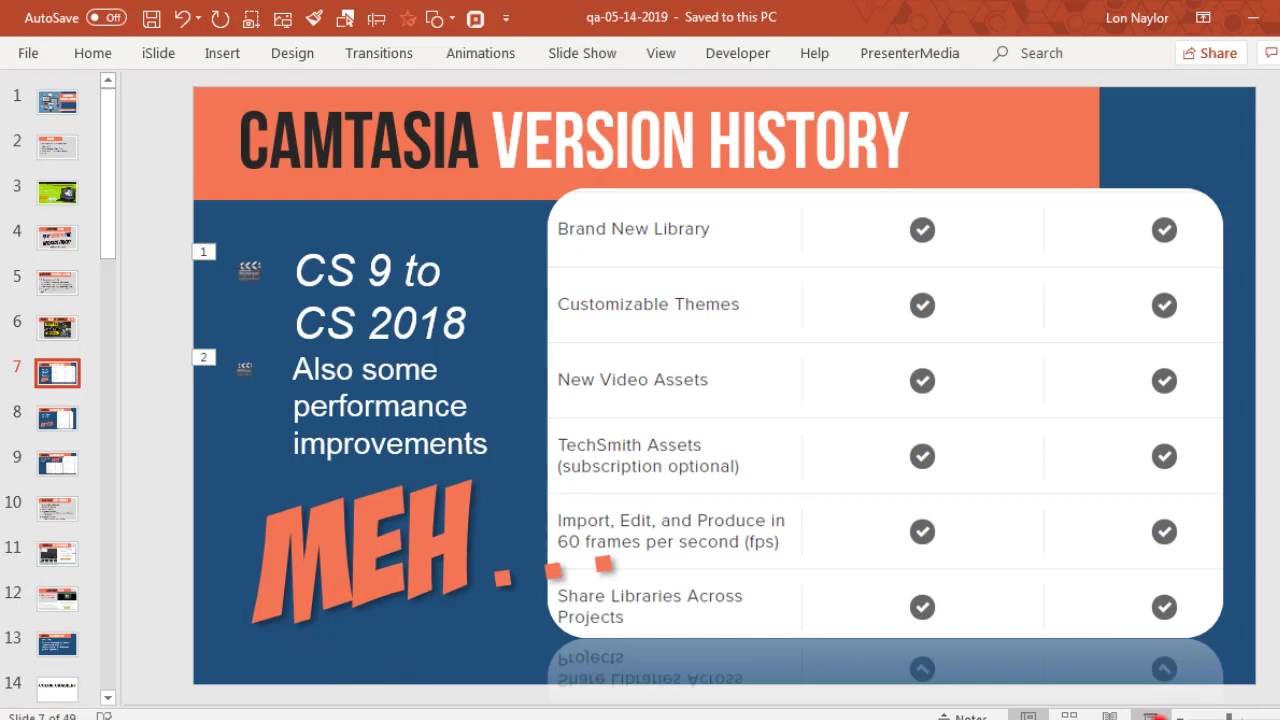 AutoSave Off qa-05-14-2019 - Saved to this PC Lon Naylor
File Home iSlide Insert Design Transitions Animations Slide Show View Developer Help PresenterMedia Search Share
1
2
3
4
5
6
7
8
9
10
11
12
13
14
CAMTASIA VERSION HISTORY
1
CS 9 to
CS 2018
2
Also some
performance
improvements
MEH...
Brand New Library
Customizable Themes
New Video Assets
TechSmith Assets
(subscription optional)
Import, Edit, and Produce in
60 frames per second (fps)
Share Libraries Across
Projects
Projects
Share Libraries Across
Slide 7 of 49 Notes